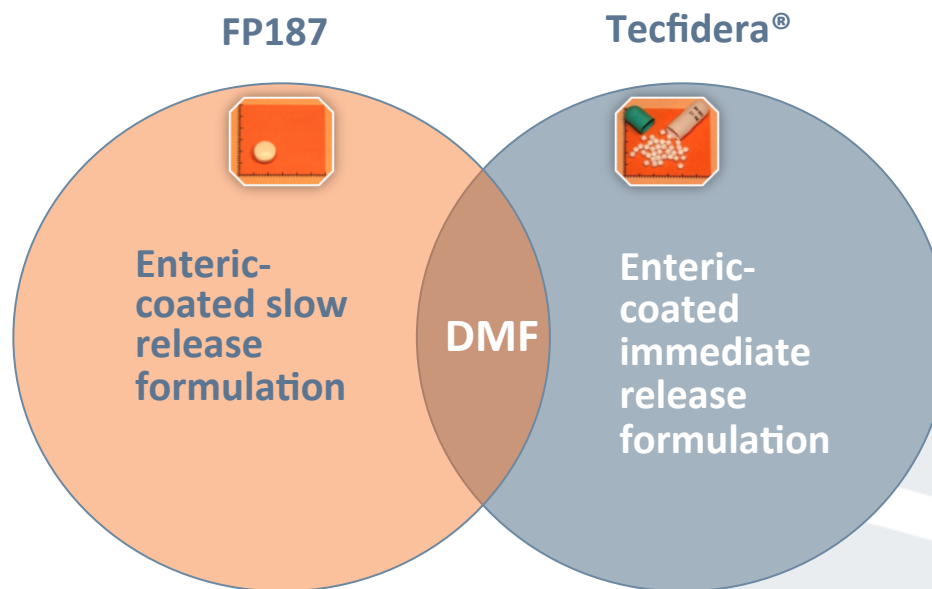 FP187
Tecfidera®
Enteric-
coated slow
release
formulation
DMF
Enteric-
coated
immediate
release
formulation